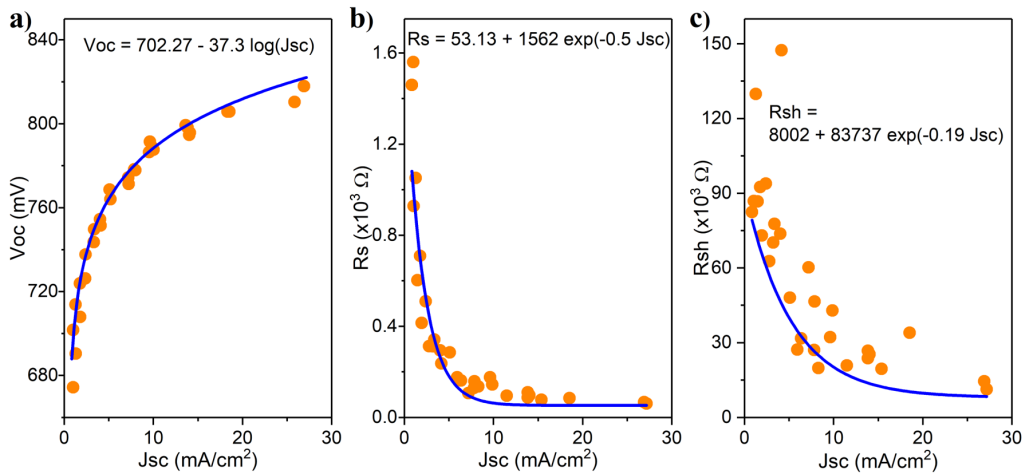 a)
Voc = 702.27 - 37.3 log(Jsc)
Voc (mV)
840
800
760
720
680
0 10 20 30
Jsc (mA/cm²)
b)
Rs = 53.13 + 1562 exp(-0.5 Jsc)
Rs (x10³ Ω)
1.6
1.2
0.8
0.4
0.0
0 10 20 30
Jsc (mA/cm²)
c)
Rsh =
8002 + 83737 exp(-0.19 Jsc)
Rsh (x10³ Ω)
150
120
90
60
30
0
0 10 20 30
Jsc (mA/cm²)